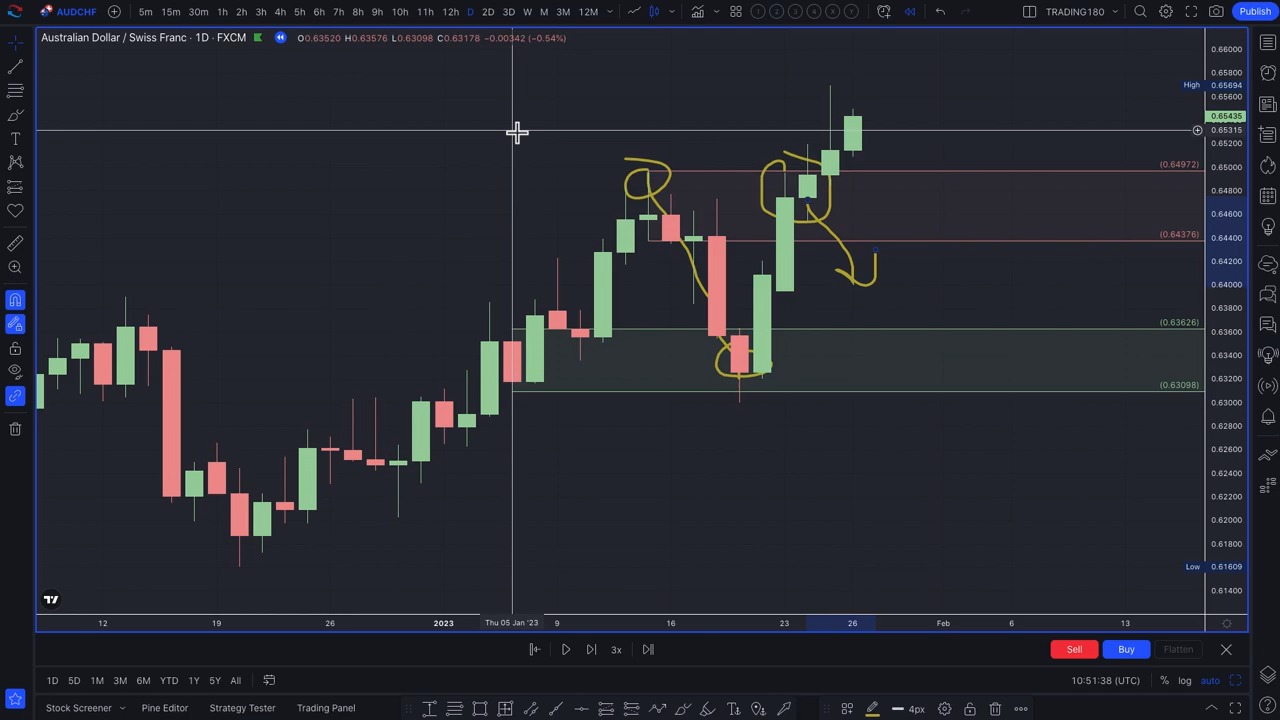 AUDCHF
5m 15m 30m 1h 2h 3h 4h 5h 6h 7h 8h 9h 10h 11h 12h D 2D 3D W M 3M 12M
1 2 3 4 X Y
TRADING180
Publish
Australian Dollar / Swiss Franc · 1D · FXCM
O0.63520 H0.63576 L0.63098 C0.63178 −0.00342 (−0.54%)
0.66000
0.65800
High 0.65694
0.65600
0.65435
0.65315
0.65200
0.65000
(0.64972)
0.64800
0.64600
0.64400
(0.64376)
0.64200
0.64000
0.63800
(0.63626)
0.63600
0.63400
0.63200
(0.63098)
0.63000
0.62800
0.62600
0.62400
0.62200
0.62000
0.61800
Low 0.61609
0.61400
12 19 26 2023 Thu 05 Jan '23 9 16 23 26 Feb 6 13
3x
Sell Buy Flatten
1D 5D 1M 3M 6M YTD 1Y 5Y All
10:51:38 (UTC) % log auto
Stock Screener Pine Editor Strategy Tester Trading Panel
4px